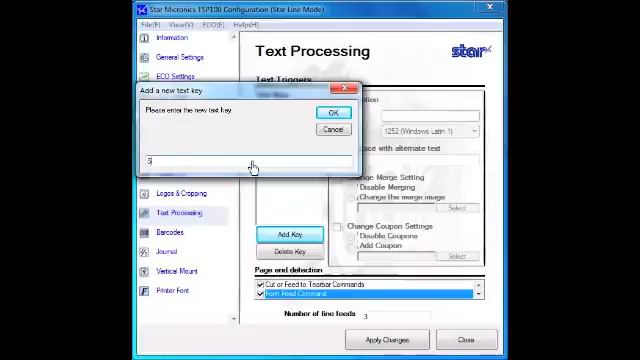 Star Micronics TSP100 Configuration (Star Line Mode)
File(F) View(V) ECO(F) Help(H)
Information
General Settings
ECO Settings
Text Processing
star
Text Triggers
Add a new text key
Please enter the new text key.
OK
Cancel
5
1252 (Windows Latin 1)
place with alternate text
Change Merge Setting
Disable Merging
Change the merge image
Select
Logos & Cropping
Text Processing
Barcodes
Journal
Vertical Mount
Printer Font
Add Key
Delete Key
Change Coupon Settings
Disable Coupons
Add Coupon
Select
Page end detection
Cut or Feed to Tearbar Commands
Form Feed Command
Number of line feeds 3
Apply Changes
Close